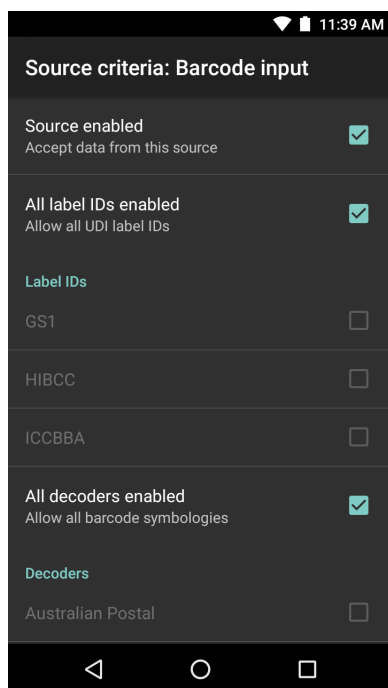 11:39 AM
Source criteria: Barcode input
Source enabled
Accept data from this source
All label IDs enabled
Allow all UDI label IDs
Label IDs
GS1
HIBCC
ICCBBA
All decoders enabled
Allow all barcode symbologies
Decoders
Australian Postal